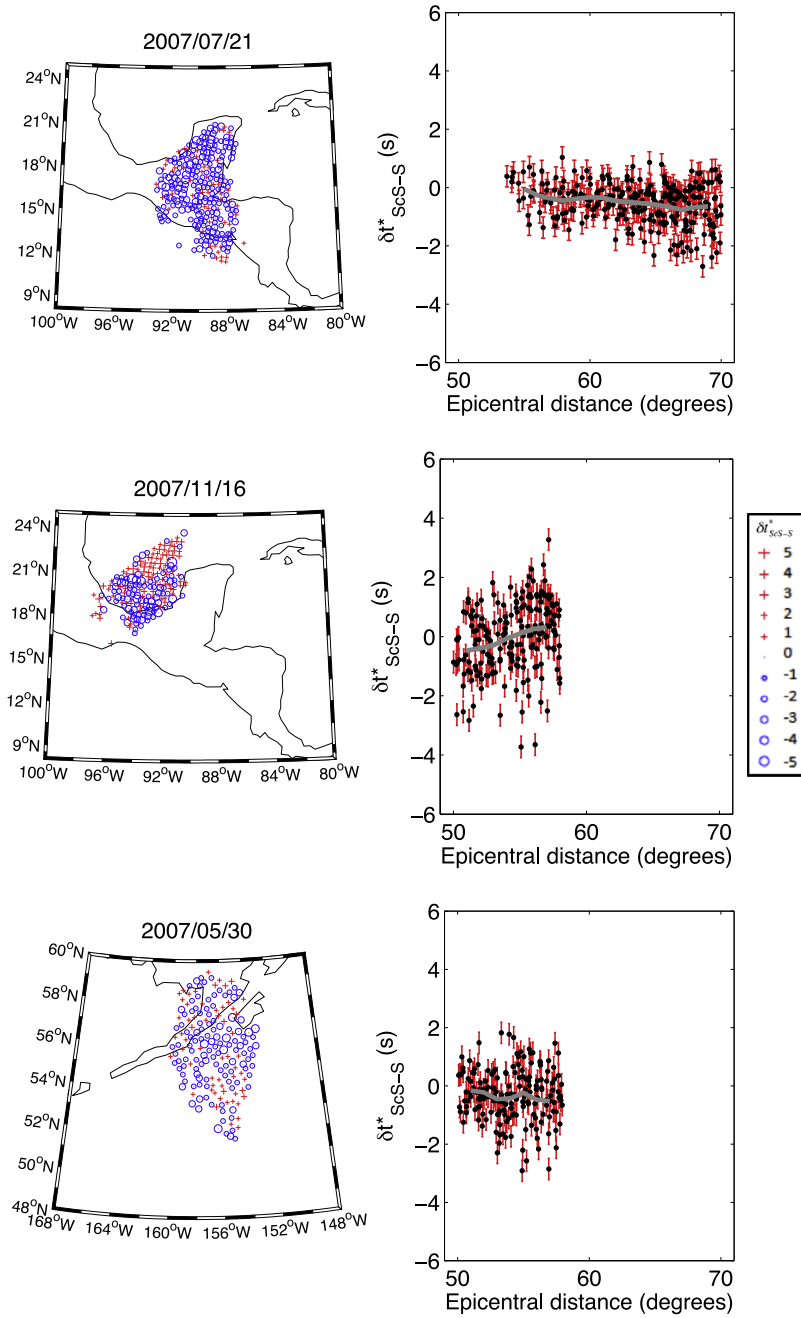 2007/07/21
24°N
21°N
18°N
15°N
12°N
9°N
100°W 96°W 92°W 88°W 84°W 80°W
6
4
2
0
−2
−4
−6
δt* ScS−S (s)
50 60 70
Epicentral distance (degrees)
2007/11/16
24°N
21°N
18°N
15°N
12°N
9°N
100°W 96°W 92°W 88°W 84°W 80°W
6
4
2
0
−2
−4
−6
δt* ScS−S (s)
50 60 70
Epicentral distance (degrees)
δt* ScS−S
5
4
3
2
1
0
-1
-2
-3
-4
-5
2007/05/30
60°N
58°N
56°N
54°N
52°N
50°N
48°N
168°W 164°W 160°W 156°W 152°W 148°W
6
4
2
0
−2
−4
−6
δt* ScS−S (s)
50 60 70
Epicentral distance (degrees)